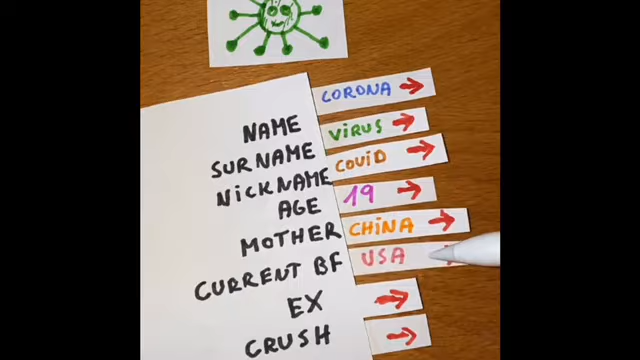 NAME CORONA
SURNAME VIRUS
NICKNAME COVID
AGE 19
MOTHER CHINA
CURRENT BF USA
EX
CRUSH